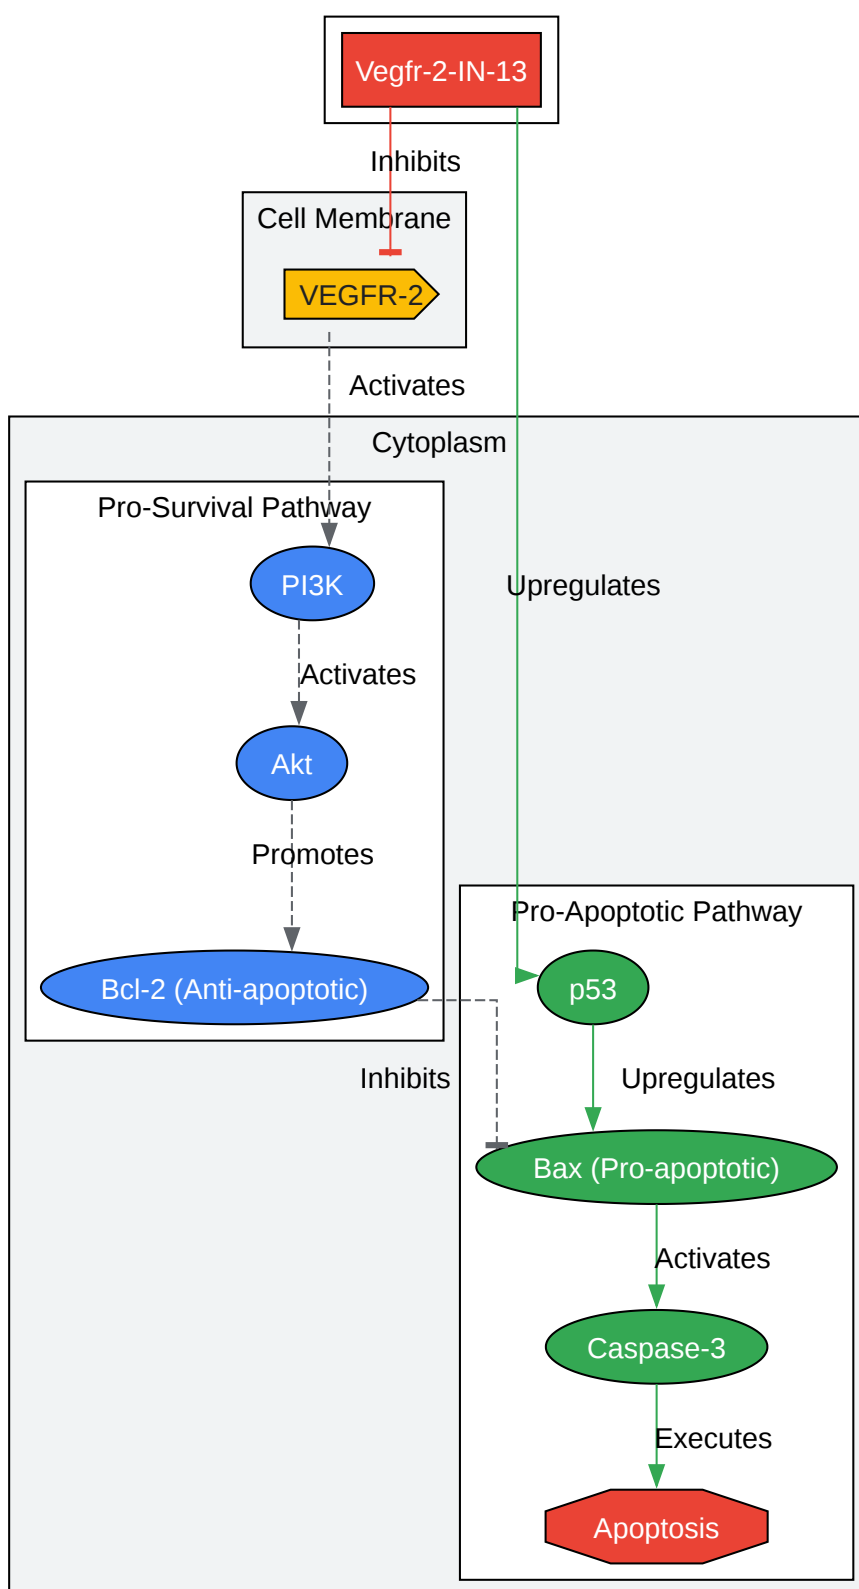 Vegfr-2-IN-13
Inhibits
Cell Membrane
VEGFR-2
Activates
Cytoplasm
Pro-Survival Pathway
PI3K
Upregulates
Activates
Akt
Promotes
Pro-Apoptotic Pathway
Bcl-2 (Anti-apoptotic)
p53
Inhibits
Upregulates
Bax (Pro-apoptotic)
Activates
Caspase-3
Executes
Apoptosis